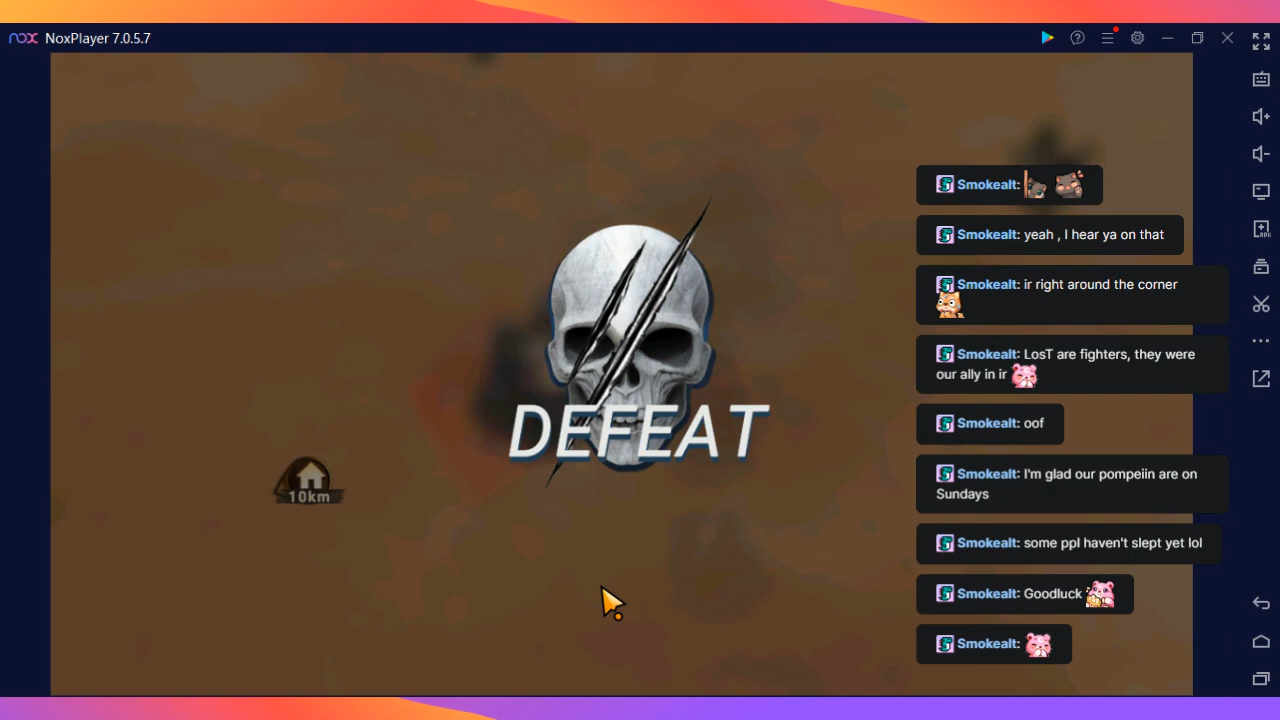 nox NoxPlayer 7.0.5.7
Smokealt:
Smokealt: yeah , I hear ya on that
Smokealt: ir right around the corner
Smokealt: LosT are fighters, they were
our ally in ir
DEFEAT
Smokealt: oof
10km
Smokealt: I'm glad our pompeiin are on
Sundays
Smokealt: some ppl haven't slept yet lol
Smokealt: Goodluck
Smokealt: